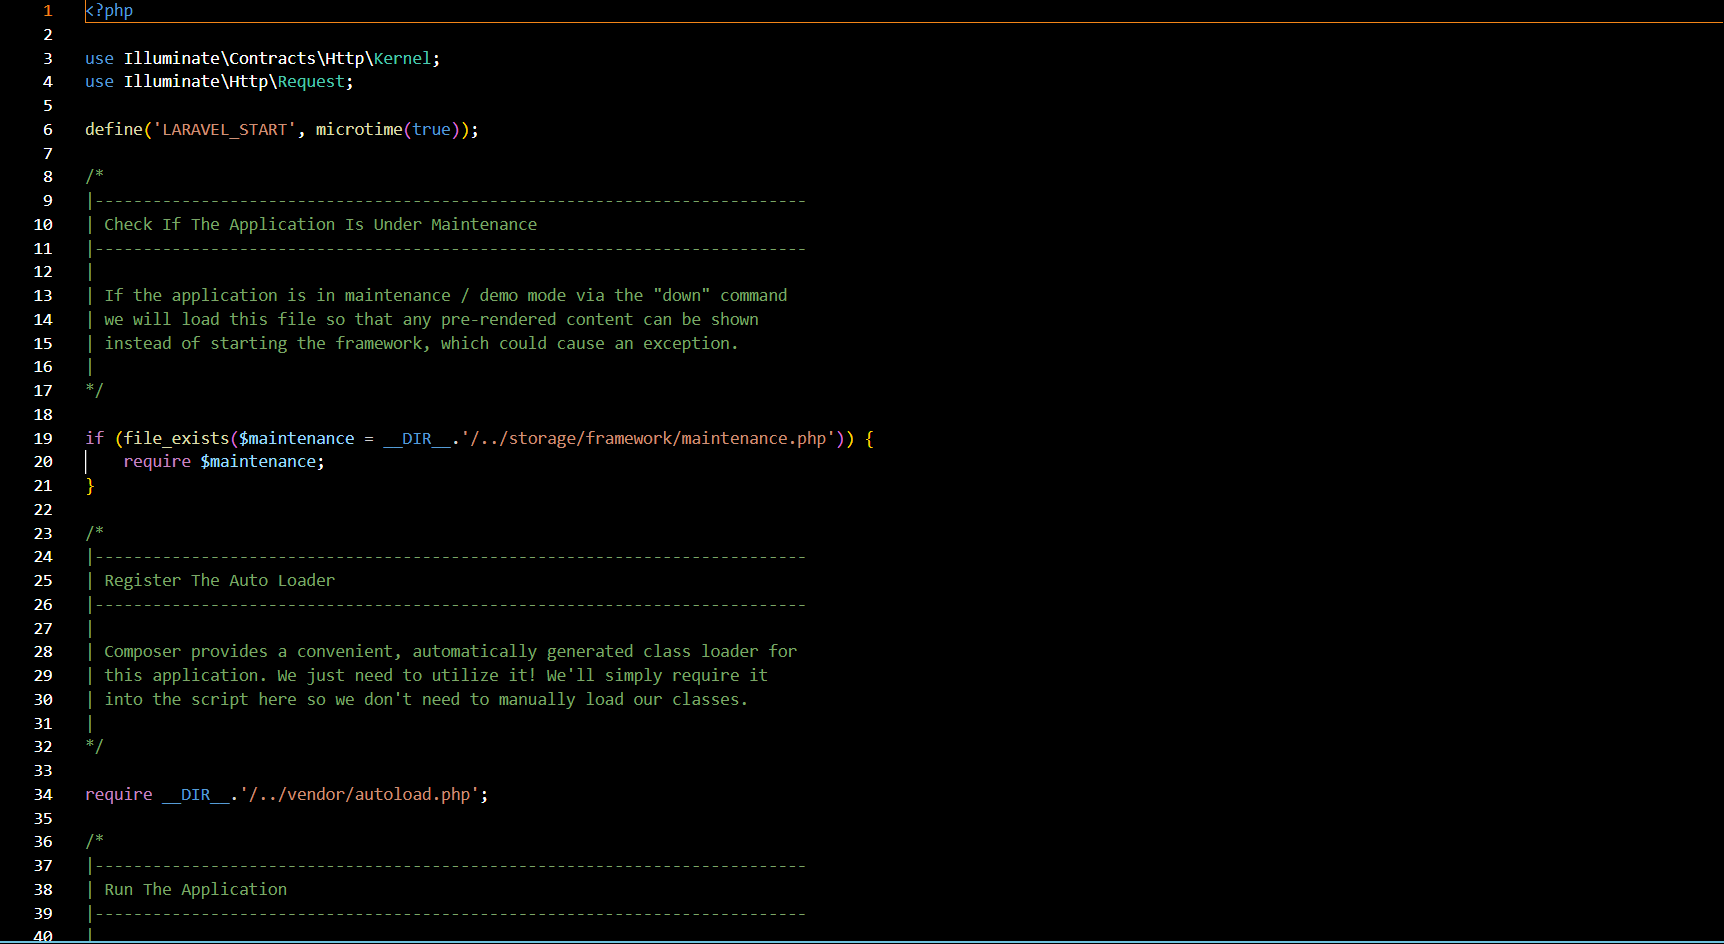 1 <?php
2
3 use Illuminate\Contracts\Http\Kernel;
4 use Illuminate\Http\Request;
5
6 define('LARAVEL_START', microtime(true));
7
8 /*
9 |--------------------------------------------------------------------------
10 | Check If The Application Is Under Maintenance
11 |--------------------------------------------------------------------------
12 |
13 | If the application is in maintenance / demo mode via the "down" command
14 | we will load this file so that any pre-rendered content can be shown
15 | instead of starting the framework, which could cause an exception.
16 |
17 */
18
19 if (file_exists($maintenance = __DIR__.'/../storage/framework/maintenance.php')) {
20     require $maintenance;
21 }
22
23 /*
24 |--------------------------------------------------------------------------
25 | Register The Auto Loader
26 |--------------------------------------------------------------------------
27 |
28 | Composer provides a convenient, automatically generated class loader for
29 | this application. We just need to utilize it! We'll simply require it
30 | into the script here so we don't need to manually load our classes.
31 |
32 */
33
34 require __DIR__.'/../vendor/autoload.php';
35
36 /*
37 |--------------------------------------------------------------------------
38 | Run The Application
39 |--------------------------------------------------------------------------
40 |